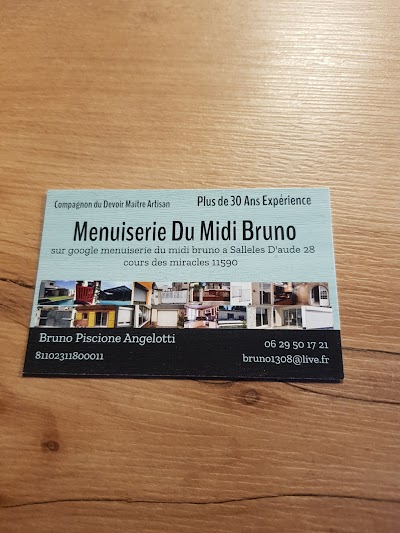 Compagnon du Devoir Maitre Artisan
Plus de 30 Ans Expérience
Menuiserie Du Midi Bruno
sur google menuiserie du midi bruno a Salleles D'aude 28
cours des miracles 11590
Bruno Piscione Angelotti
81102311800011
06 29 50 17 21
bruno1308@live.fr